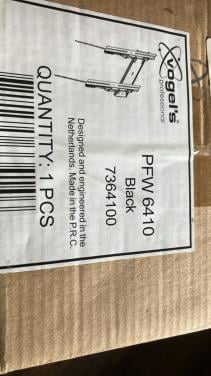 vogel's
professional
PFW 6410
Black
7364100
Designed and engineered in the
Netherlands. Made in the P.R.C.
QUANTITY: 1 PCS